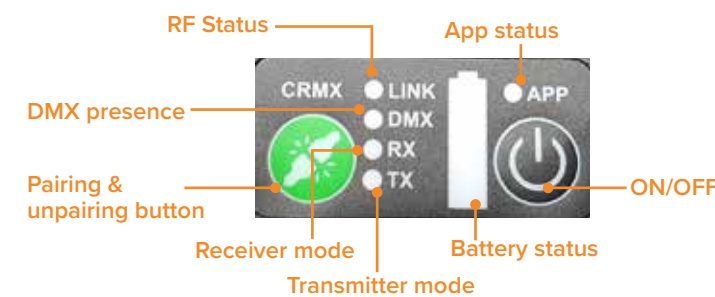 RF Status
App status
CRMX
LINK
APP
DMX presence
DMX
RX
Pairing &
unpairing button
TX
ON/OFF
Receiver mode
Battery status
Transmitter mode